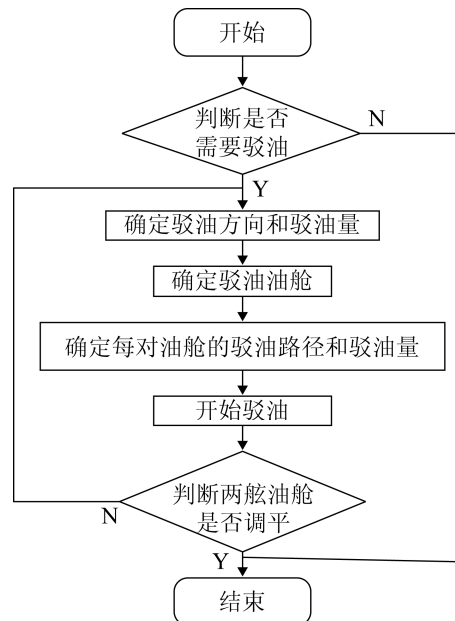 开始
判断是否
需要驳油
N
Y
确定驳油方向和驳油量
确定驳油油舱
确定每对油舱的驳油路径和驳油量
开始驳油
判断两舷油舱
是否调平
N
Y
结束